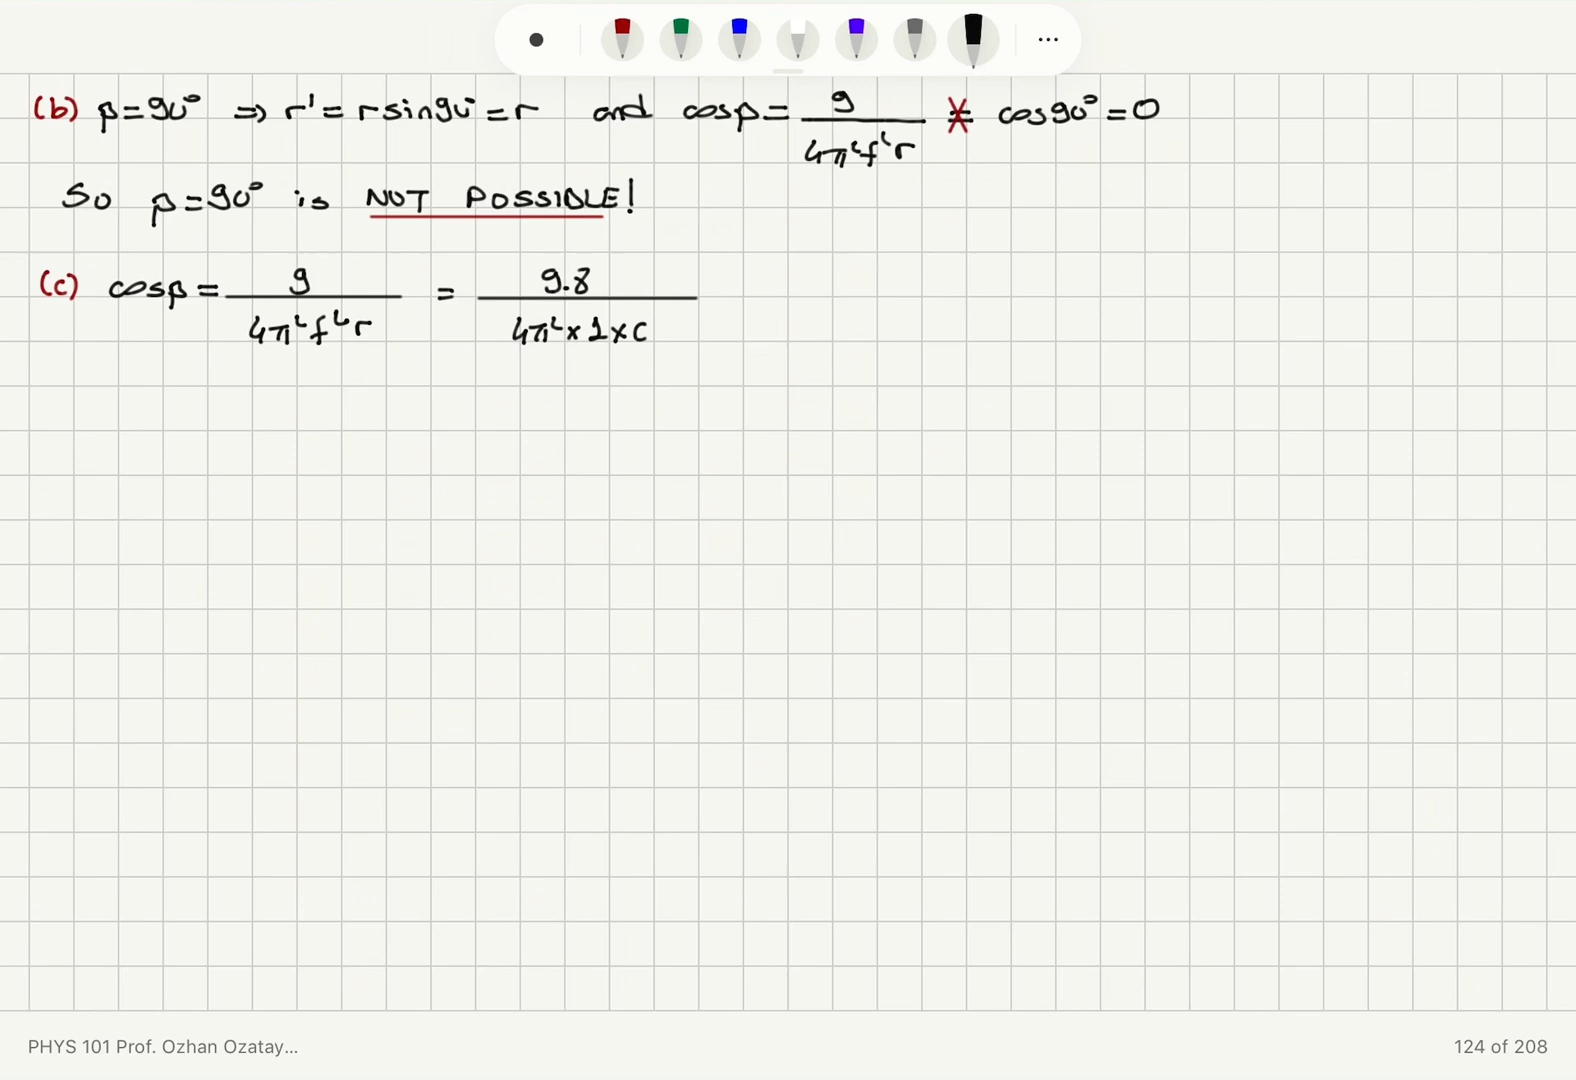 (b) β=90° ⇒ r' = r sin90° = r and cosβ = g / 4π²f²r ≠ cos90° = 0
So β=90° is NOT POSSIBLE!
(c) cosβ = g / 4π²f²r = 9.8 / 4π² × 1 × 0
PHYS 101 Prof. Ozhan Ozatay...
124 of 208